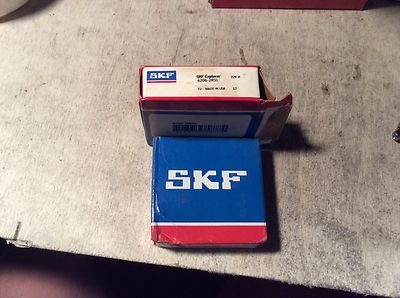 SKF
SKF Explorer
6206-2RS1
MADE IN USA
SKF